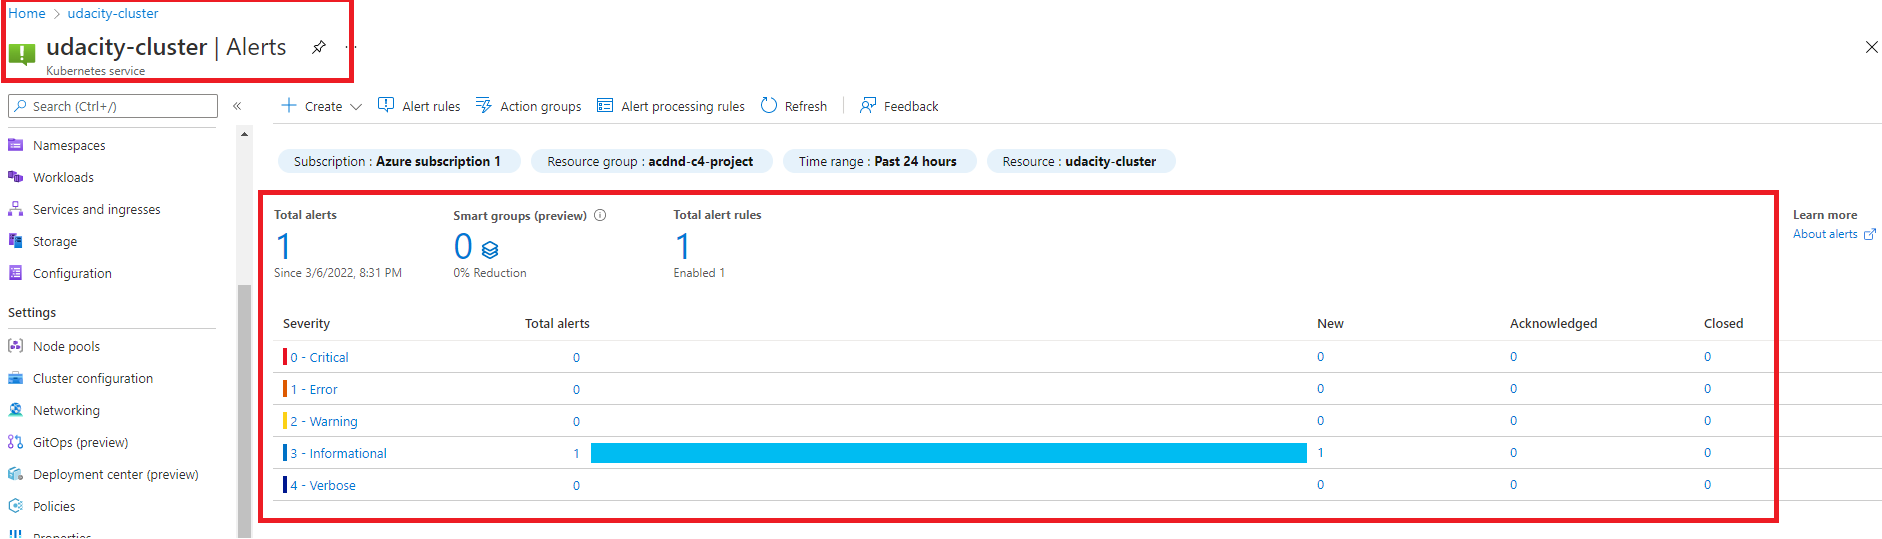 Home > udacity-cluster
udacity-cluster | Alerts
Kubernetes service
Search (Ctrl+/)
Namespaces
Workloads
Services and ingresses
Storage
Configuration
Settings
Node pools
Cluster configuration
Networking
GitOps (preview)
Deployment center (preview)
Policies
Properties
Create Alert rules Action groups Alert processing rules Refresh Feedback
Subscription : Azure subscription 1 Resource group : acdnd-c4-project Time range : Past 24 hours Resource : udacity-cluster
Total alerts Smart groups (preview) Total alert rules
1 0 1
Since 3/6/2022, 8:31 PM 0% Reduction Enabled 1
Learn more
About alerts
Severity Total alerts New Acknowledged Closed
0 - Critical 0 0 0 0
1 - Error 0 0 0 0
2 - Warning 0 0 0 0
3 - Informational 1 1 0 0
4 - Verbose 0 0 0 0